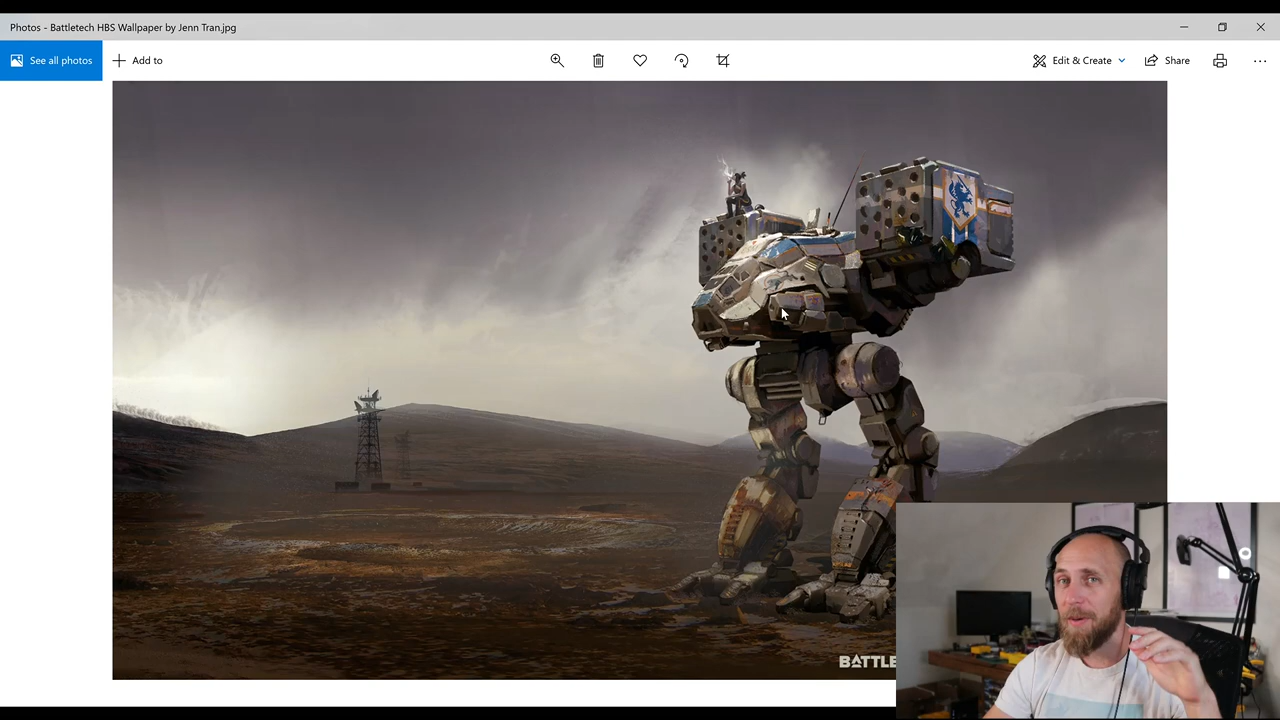 Photos - Battletech HBS Wallpaper by Jenn Tran.jpg
See all photos
Add to
Edit & Create
Share
BATTLE